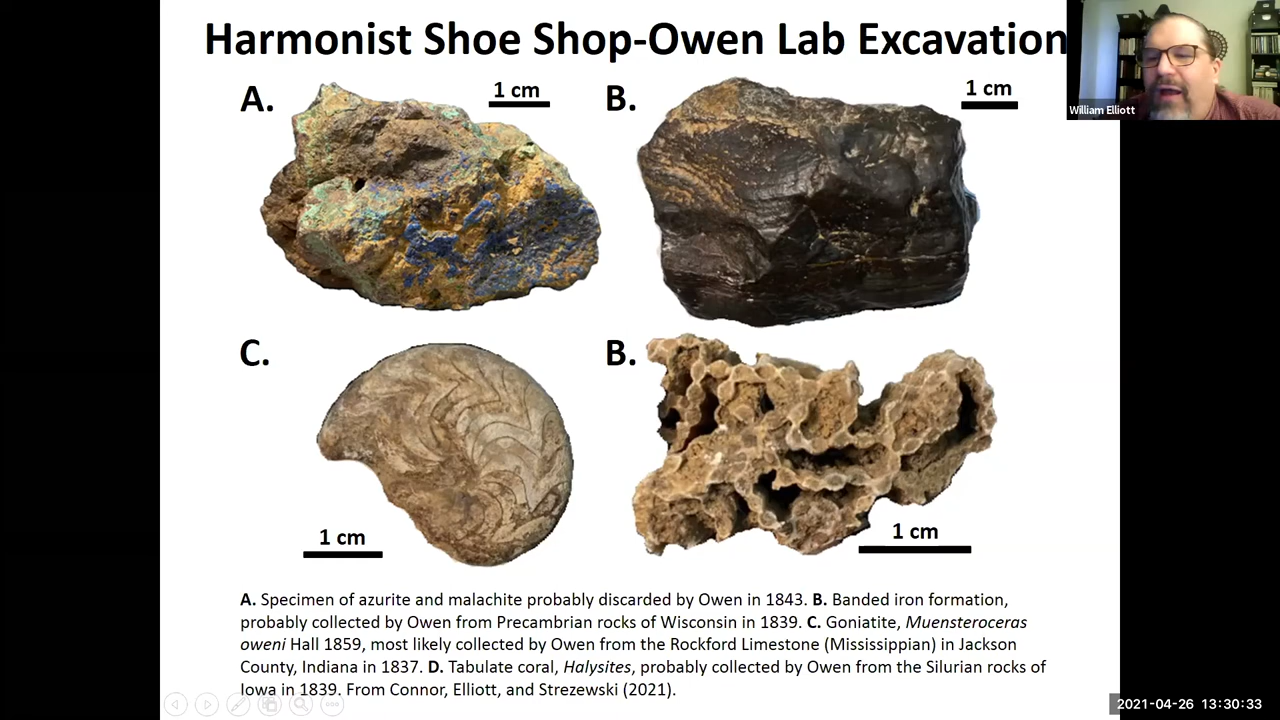 Harmonist Shoe Shop-Owen Lab Excavation
William Elliott
A.
1 cm
B.
1 cm
C.
1 cm
B.
1 cm
A. Specimen of azurite and malachite probably discarded by Owen in 1843. B. Banded iron formation,
probably collected by Owen from Precambrian rocks of Wisconsin in 1839. C. Goniatite, Muensteroceras
oweni Hall 1859, most likely collected by Owen from the Rockford Limestone (Mississippian) in Jackson
County, Indiana in 1837. D. Tabulate coral, Halysites, probably collected by Owen from the Silurian rocks of
Iowa in 1839. From Connor, Elliott, and Strezewski (2021).
2021-04-26 13:30:33